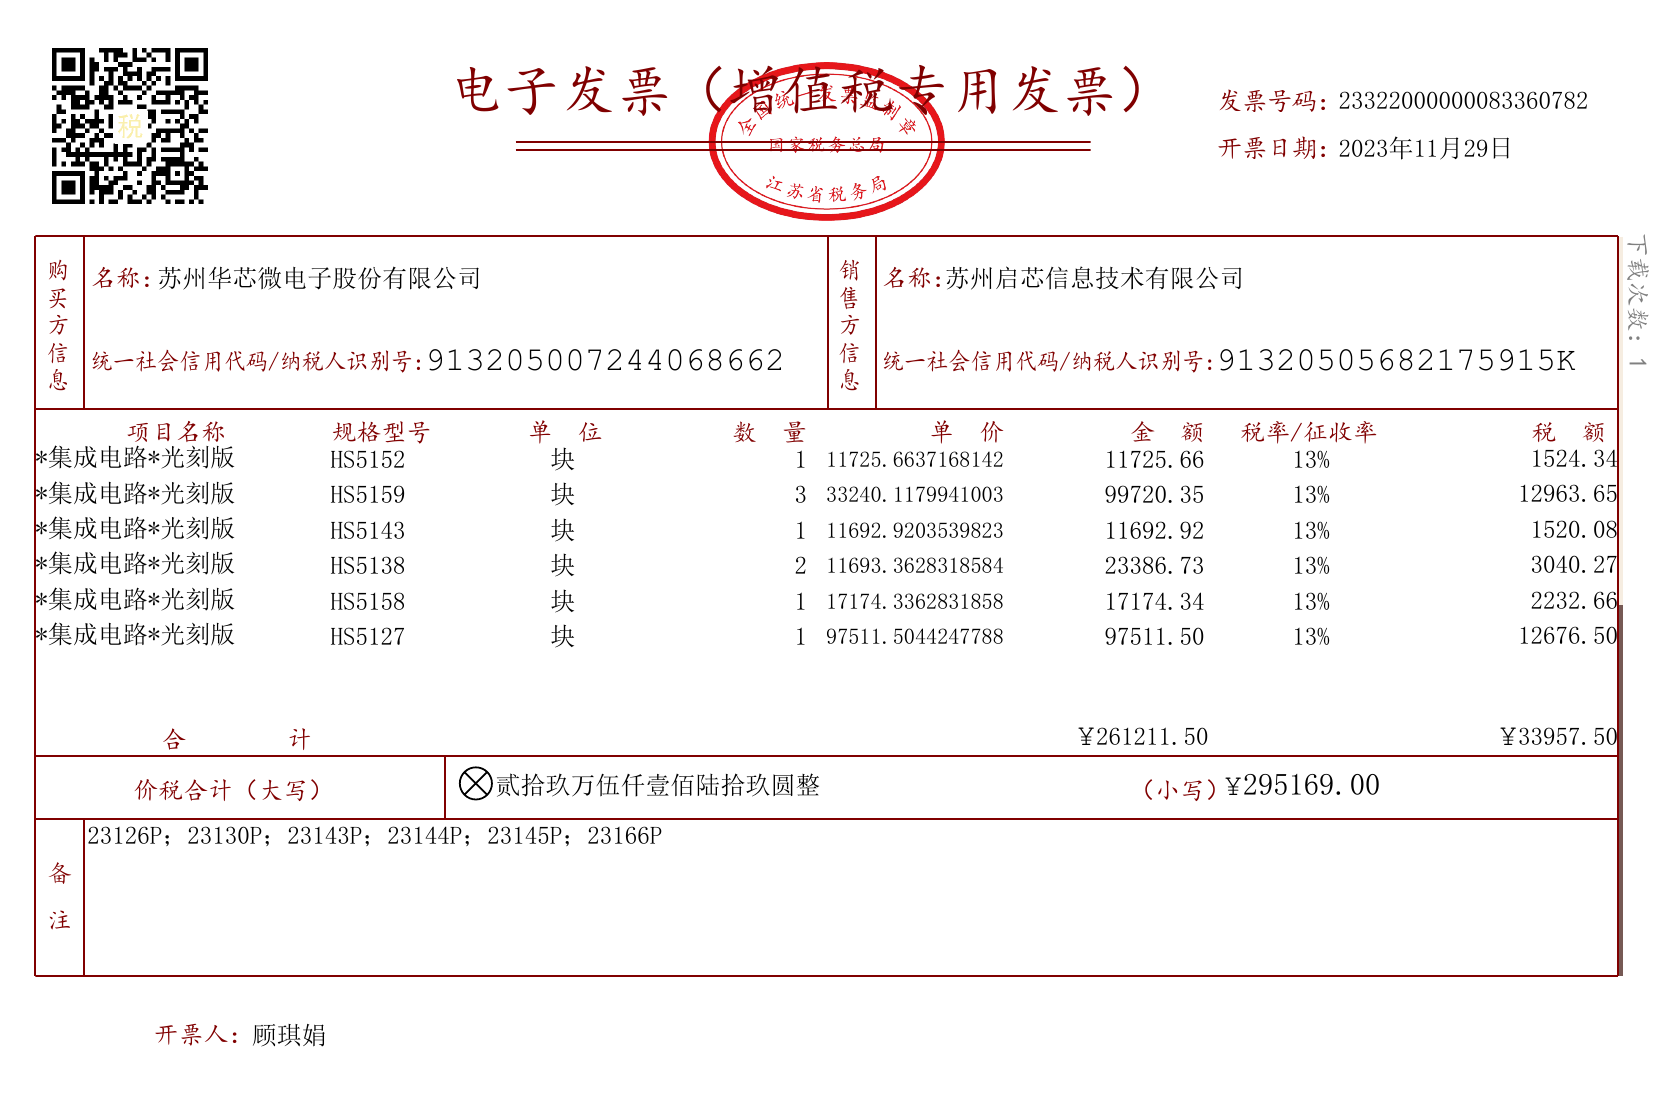 电子发票（增值税专用发票）
全国统一发票监制章
国家税务总局
江苏省税务局
税
发票号码：23322000000083360782
开票日期：2023年11月29日
下载次数：1
购买方信息
名称：苏州华芯微电子股份有限公司
统一社会信用代码/纳税人识别号：913205007244068662
销售方信息
名称：苏州启芯信息技术有限公司
统一社会信用代码/纳税人识别号：91320505682175915K
项目名称 规格型号 单 位 数 量 单 价 金 额 税率/征收率 税 额
*集成电路*光刻版 HS5152 块 1 11725.6637168142 11725.66 13% 1524.34
*集成电路*光刻版 HS5159 块 3 33240.1179941003 99720.35 13% 12963.65
*集成电路*光刻版 HS5143 块 1 11692.9203539823 11692.92 13% 1520.08
*集成电路*光刻版 HS5138 块 2 11693.3628318584 23386.73 13% 3040.27
*集成电路*光刻版 HS5158 块 1 17174.3362831858 17174.34 13% 2232.66
*集成电路*光刻版 HS5127 块 1 97511.5044247788 97511.50 13% 12676.50
合 计 ¥261211.50 ¥33957.50
价税合计（大写） 贰拾玖万伍仟壹佰陆拾玖圆整 （小写）¥295169.00
备注
23126P；23130P；23143P；23144P；23145P；23166P
开票人：顾琪娟